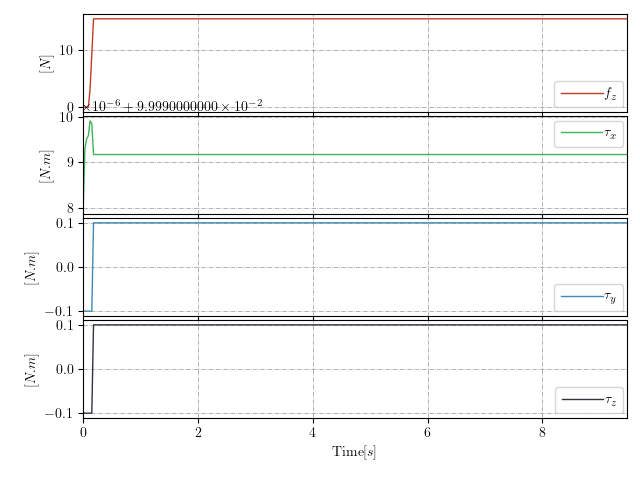 10
[N]
0
f_z
×10⁻⁶ + 9.9990000000 × 10⁻²
10
τ_x
[N.m]
9
8
0.1
[N.m]
0.0
τ_y
−0.1
0.1
[N.m]
0.0
τ_z
−0.1
0 2 4 6 8
Time[s]